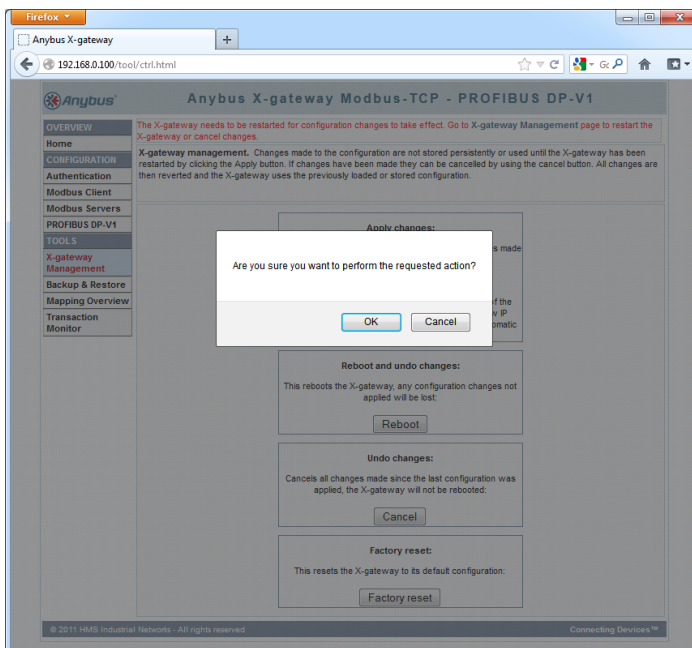 Firefox
Anybus X-gateway
192.168.0.100/tool/ctrl.html
Anybus
Anybus X-gateway Modbus-TCP - PROFIBUS DP-V1
OVERVIEW
Home
CONFIGURATION
Authentication
Modbus Client
Modbus Servers
PROFIBUS DP-V1
TOOLS
X-gateway
Management
Backup & Restore
Mapping Overview
Transaction
Monitor
The X-gateway needs to be restarted for configuration changes to take effect. Go to X-gateway Management page to restart the
X-gateway or cancel changes.
X-gateway management. Changes made to the configuration are not stored persistently or used until the X-gateway has been
restarted by clicking the Apply button. If changes have been made they can be cancelled by using the cancel button. All changes are
then reverted and the X-gateway uses the previously loaded or stored configuration.
Apply changes:
made
Are you sure you want to perform the requested action?
of the
IP
OK
Cancel
Reboot and undo changes:
This reboots the X-gateway, any configuration changes not
applied will be lost:
Reboot
Undo changes:
Cancels all changes made since the last configuration was
applied, the X-gateway will not be rebooted:
Cancel
Factory reset:
This resets the X-gateway to its default configuration:
Factory reset
© 2011 HMS Industrial Networks - All rights reserved
Connecting Devices™